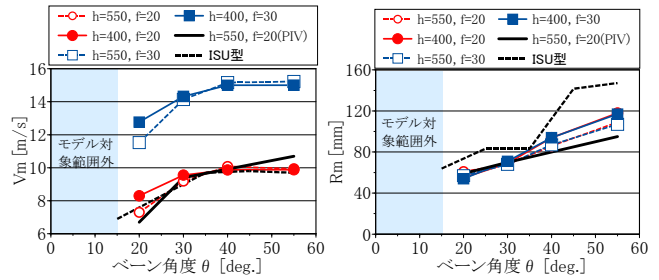 h=550, f=20
h=400, f=30
h=400, f=20
h=550, f=20(PIV)
h=550, f=30
ISU型
16
14
12
10
8
6
Vm [m/s]
モデル対
象範囲外
0
10
20
30
40
50
60
ベーン角度 θ [deg.]
h=550, f=20
h=400, f=30
h=400, f=20
h=550, f=20(PIV)
h=550, f=30
ISU型
160
120
80
40
0
Rm [mm]
モデル対
象範囲外
0
10
20
30
40
50
60
ベーン角度 θ [deg.]